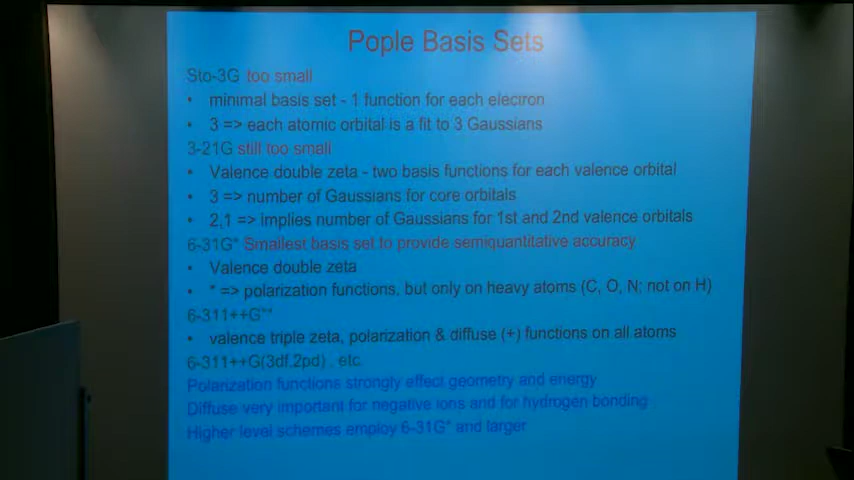 Pople Basis Sets
Sto-3G too small
• minimal basis set - 1 function for each electron
• 3 => each atomic orbital is a fit to 3 Gaussians
3-21G still too small
• Valence double zeta - two basis functions for each valence orbital
• 3 => number of Gaussians for core orbitals
• 2,1 => implies number of Gaussians for 1st and 2nd valence orbitals
6-31G* Smallest basis set to provide semiquantitative accuracy
• Valence double zeta
• * => polarization functions, but only on heavy atoms (C, O, N; not on H)
6-311++G**
• valence triple zeta, polarization & diffuse (+) functions on all atoms
6-311++G(3df,2pd) , etc.
Polarization functions strongly effect geometry and energy
Diffuse very important for negative ions and for hydrogen bonding
Higher level schemes employ 6-31G* and larger